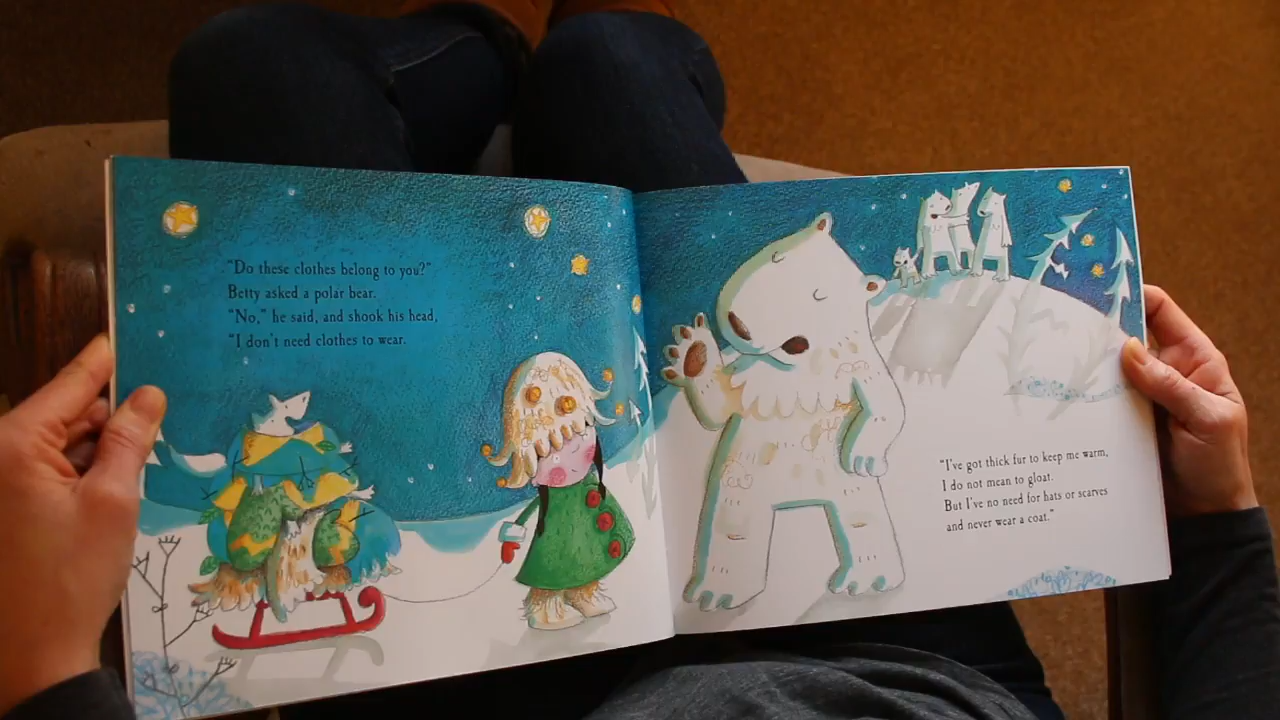 "Do these clothes belong to you?"
Betty asked a polar bear.
"No," he said, and shook his head,
"I don't need clothes to wear.
"I've got thick fur to keep me warm,
I do not mean to gloat.
But I've no need for hats or scarves
and never wear a coat."